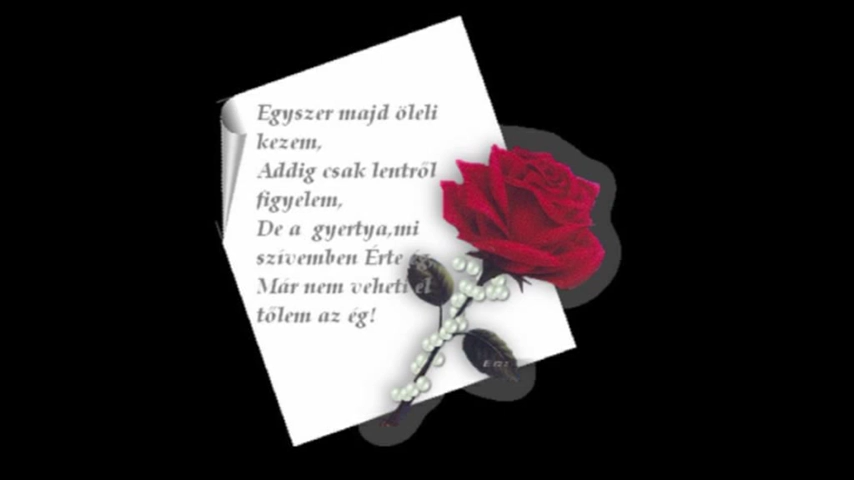 Egyszer majd öleli
kezem,
Addig csak lentről
figyelem,
De a gyertya,mi
szívemben Érte ég,
Már nem veheti el
tőlem az ég!